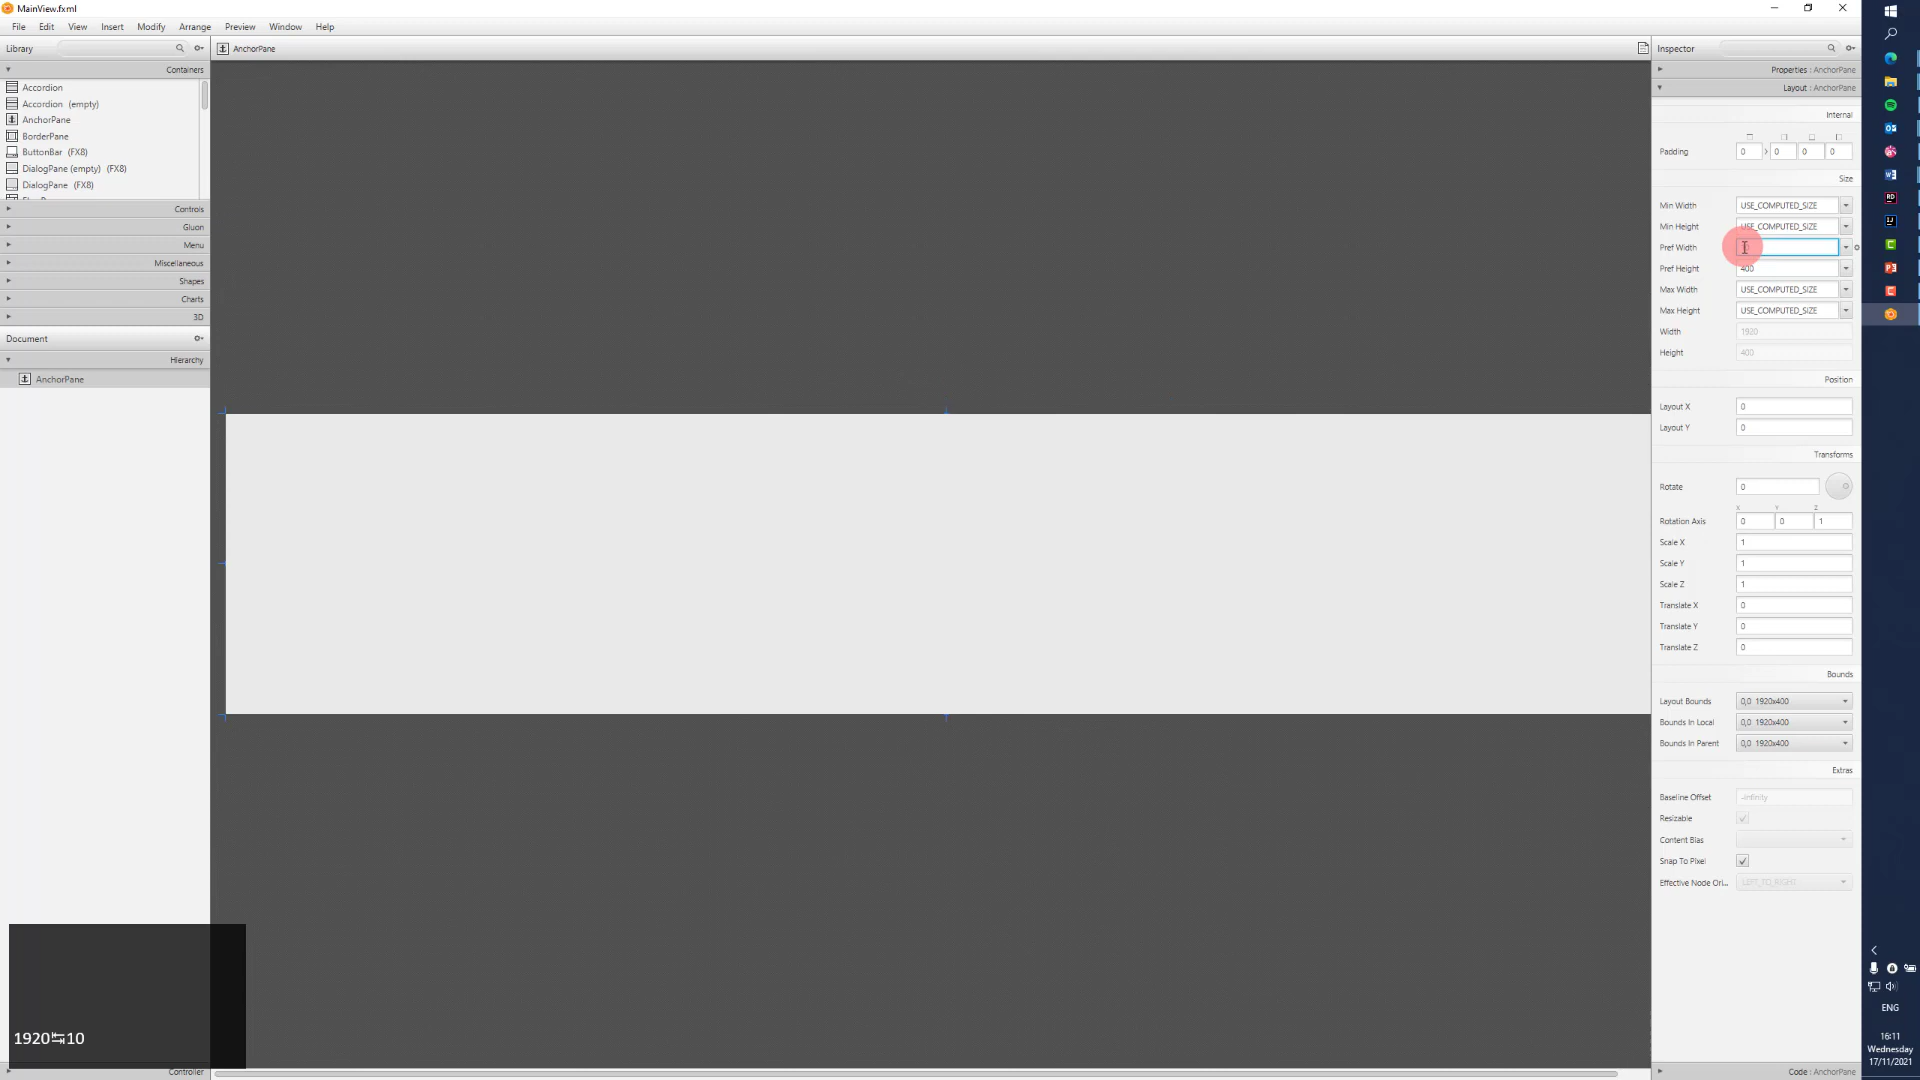 MainView.fxml
File Edit View Insert Modify Arrange Preview Window Help
Library
Containers
Accordion
Accordion (empty)
AnchorPane
BorderPane
ButtonBar (FX8)
DialogPane (empty) (FX8)
DialogPane (FX8)
Controls
Gluon
Menu
Miscellaneous
Shapes
Charts
3D
Document
Hierarchy
AnchorPane
Controller
AnchorPane
1920↹10
Inspector
Properties : AnchorPane
Layout : AnchorPane
Internal
Padding 0 0 0 0
Size
Min Width USE_COMPUTED_SIZE
Min Height USE_COMPUTED_SIZE
Pref Width
Pref Height 400
Max Width USE_COMPUTED_SIZE
Max Height USE_COMPUTED_SIZE
Width 1920
Height 400
Position
Layout X 0
Layout Y 0
Transforms
Rotate 0
X Y Z
Rotation Axis 0 0 1
Scale X 1
Scale Y 1
Scale Z 1
Translate X 0
Translate Y 0
Translate Z 0
Bounds
Layout Bounds 0,0 1920x400
Bounds In Local 0,0 1920x400
Bounds In Parent 0,0 1920x400
Extras
Baseline Offset -Infinity
Resizable
Content Bias
Snap To Pixel
Effective Node Ori... LEFT_TO_RIGHT
Code : AnchorPane
ENG
16:11
Wednesday
17/11/2021